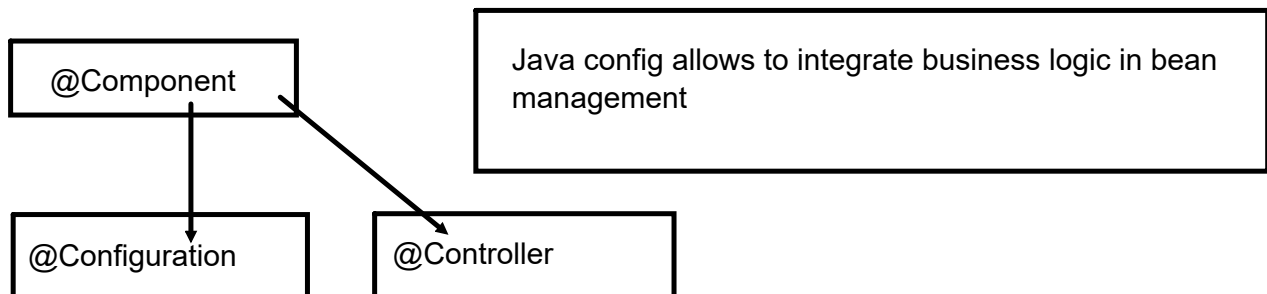 @Component
Java config allows to integrate business logic in bean
management
@Configuration
@Controller